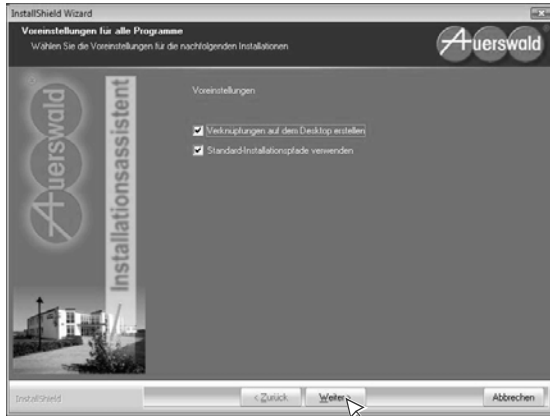 InstallShield Wizard
Voreinstellungen für alle Programme
Wählen Sie die Voreinstellungen für die nachfolgenden Installationen
Auerswald
Auerswald
Installationsassistent
Voreinstellungen
Verknüpfungen auf dem Desktop erstellen
Standard-Installationspfade verwenden
InstallShield
< Zurück
Weiter >
Abbrechen